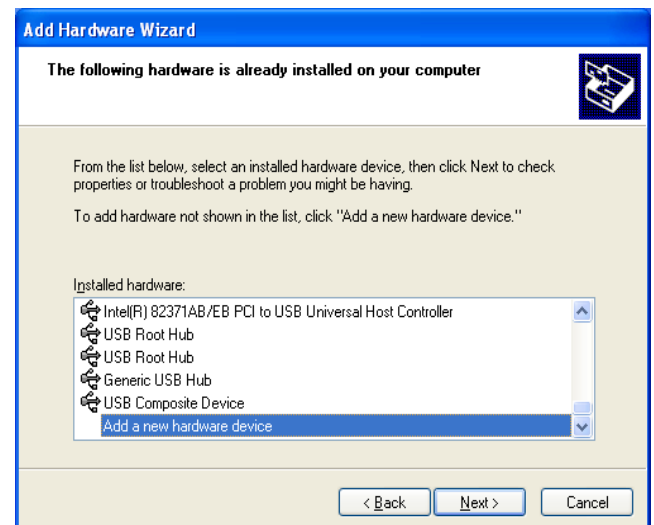 Add Hardware Wizard
The following hardware is already installed on your computer
From the list below, select an installed hardware device, then click Next to check
properties or troubleshoot a problem you might be having.
To add hardware not shown in the list, click "Add a new hardware device."
Installed hardware:
Intel(R) 82371AB/EB PCI to USB Universal Host Controller
USB Root Hub
USB Root Hub
Generic USB Hub
USB Composite Device
Add a new hardware device
< Back Next > Cancel